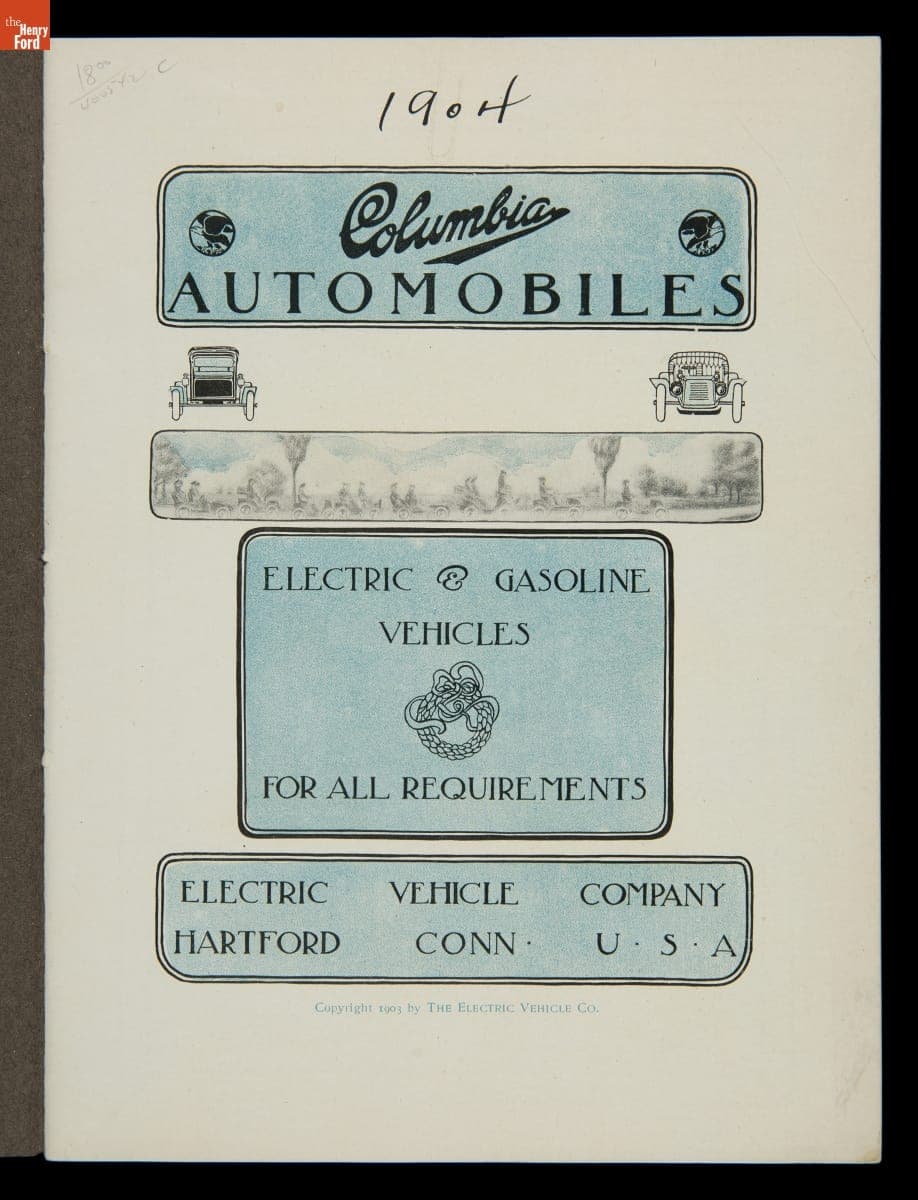 the
Henry
Ford
18⁰⁰
C
1904
Columbia
AUTOMOBILES
ELECTRIC & GASOLINE
VEHICLES
FOR ALL REQUIREMENTS
ELECTRIC VEHICLE COMPANY
HARTFORD CONN· U·S·A
Copyright 1903 by THE ELECTRIC VEHICLE CO.